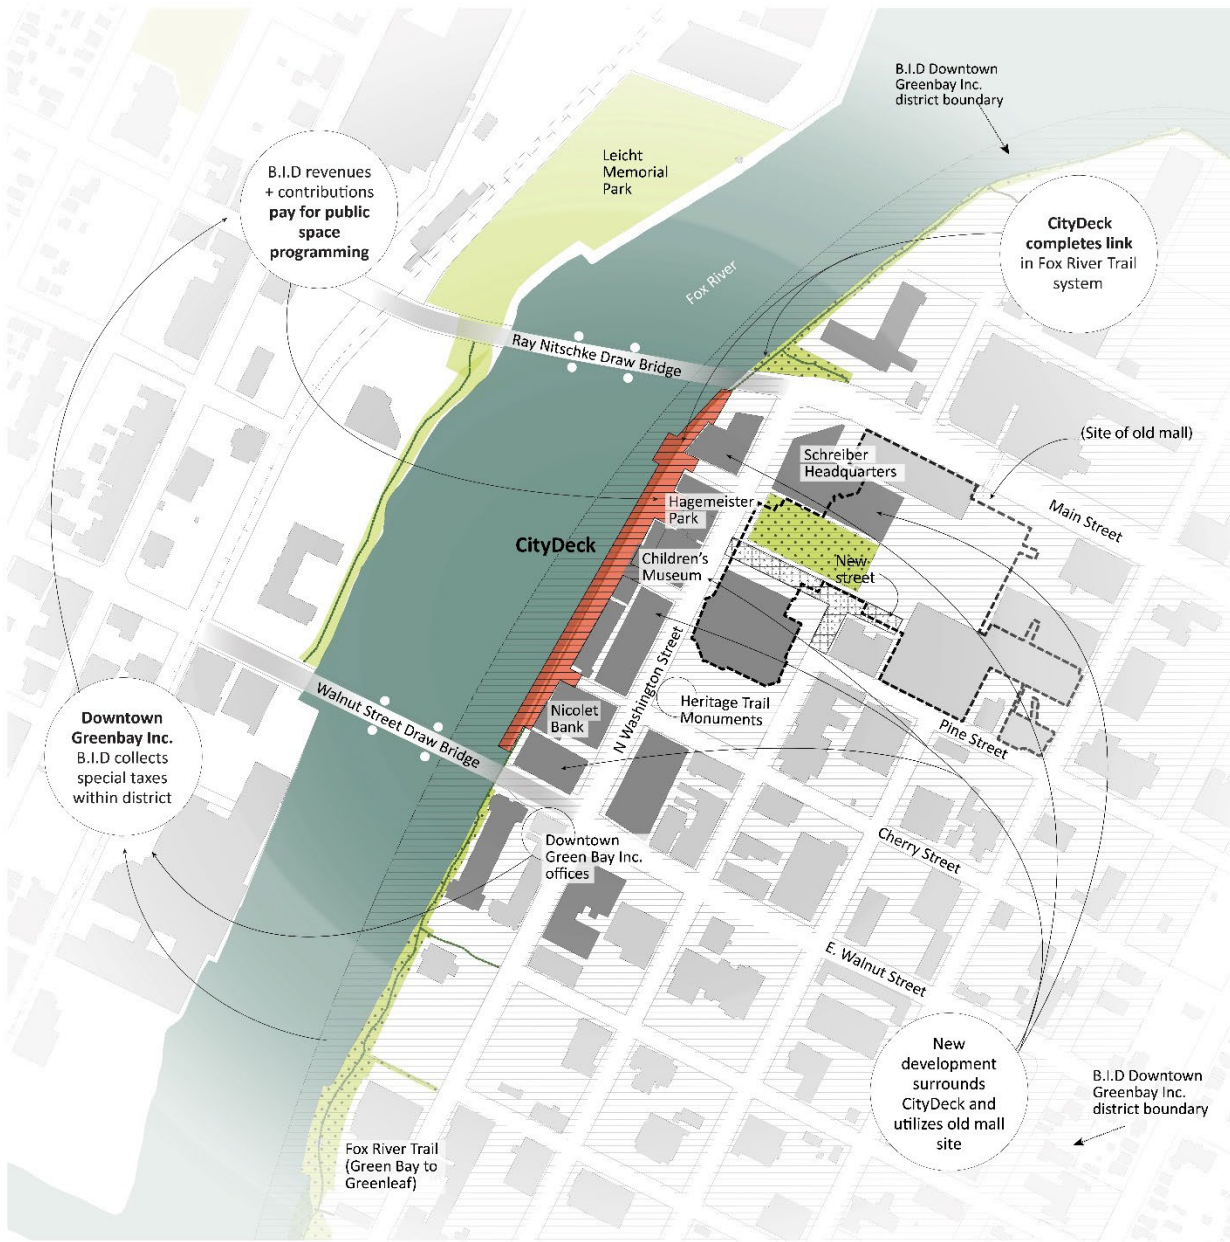 B.I.D Downtown
Greenbay Inc.
district boundary
Leicht
Memorial
Park
B.I.D revenues
+ contributions
pay for public
space
programming
CityDeck
completes link
in Fox River Trail
system
Fox River
Ray Nitschke Draw Bridge
(Site of old mall)
Schreiber
Headquarters
Main Street
Hagemeister
Park
CityDeck
Children's
Museum
New
street
N Washington Street
Heritage Trail
Monuments
Nicolet
Bank
Walnut Street Draw Bridge
Pine Street
Downtown
Greenbay Inc.
B.I.D collects
special taxes
within district
Cherry Street
Downtown
Green Bay Inc.
offices
E. Walnut Street
New
development
surrounds
CityDeck and
utilizes old mall
site
B.I.D Downtown
Greenbay Inc.
district boundary
Fox River Trail
(Green Bay to
Greenleaf)